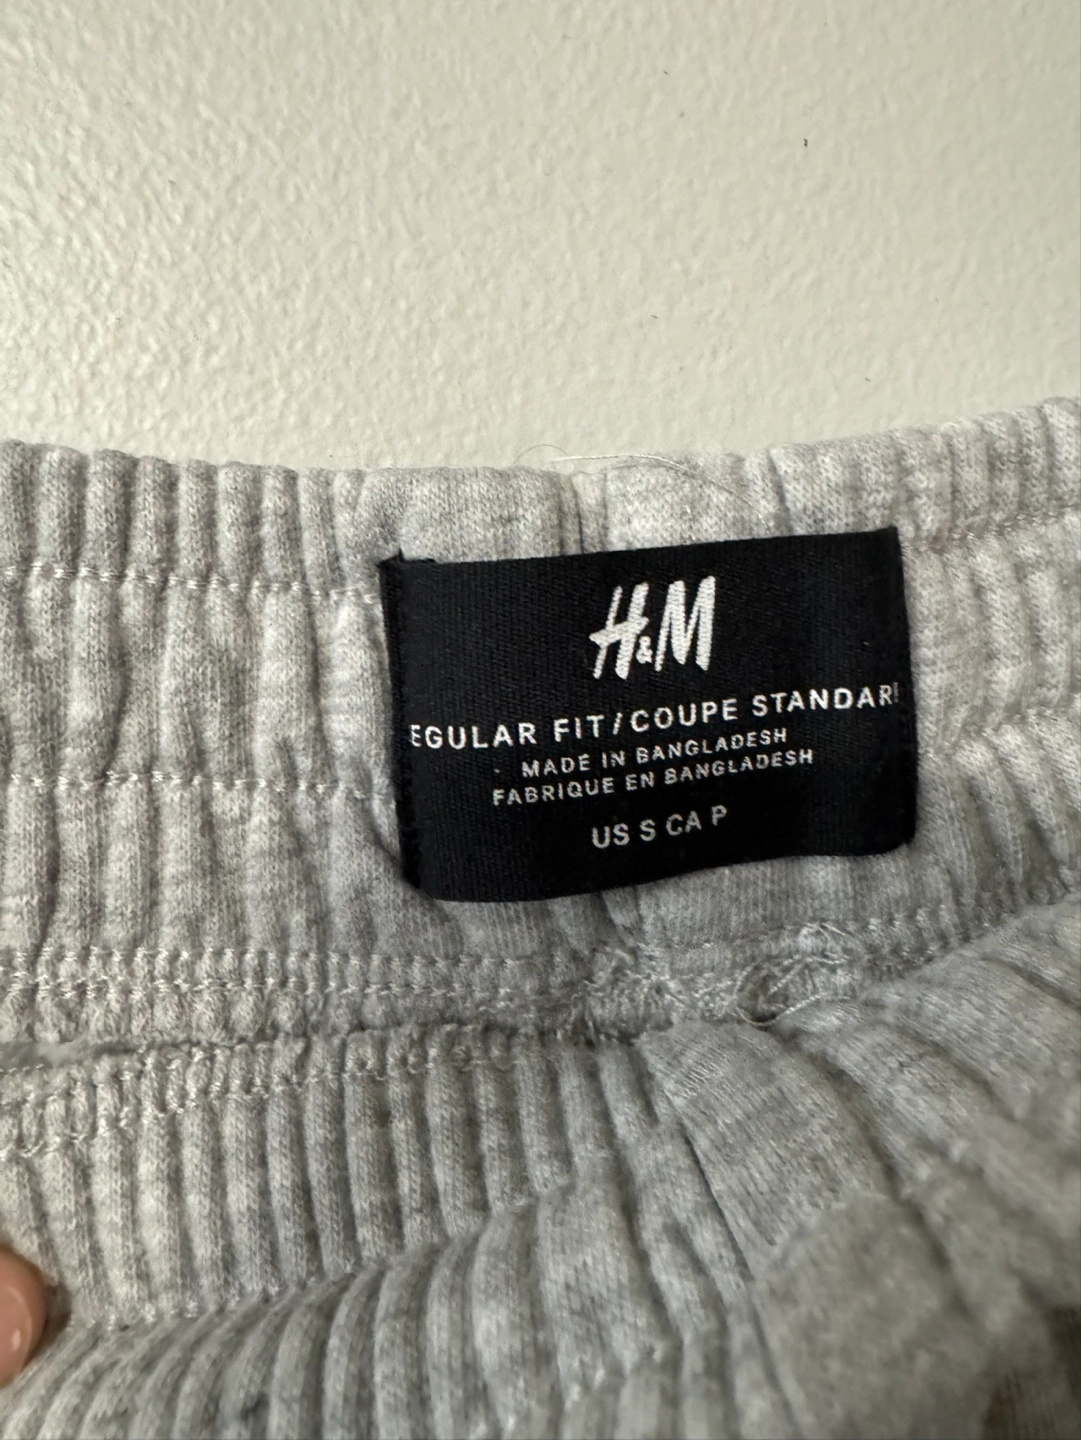 H&M
EGULAR FIT/COUPE STANDAR
MADE IN BANGLADESH
FABRIQUE EN BANGLADESH
US S CA P